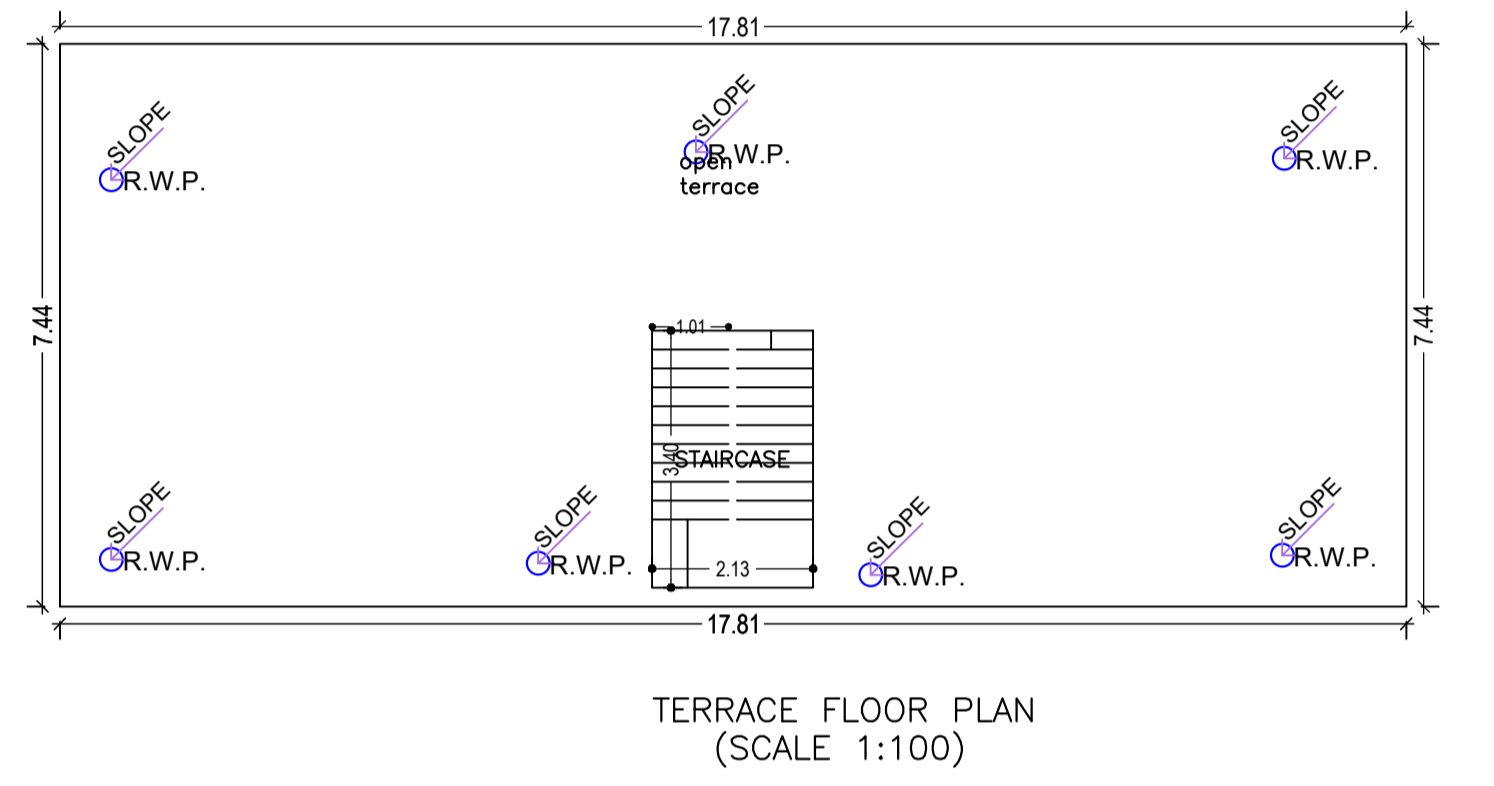 17.81
SLOPE
R.W.P.
SLOPE
R.W.P.
open
terrace
SLOPE
R.W.P.
7.44
7.44
1.01
3.40
STAIRCASE
SLOPE
R.W.P.
SLOPE
R.W.P.
2.13
SLOPE
R.W.P.
SLOPE
R.W.P.
17.81
TERRACE FLOOR PLAN
(SCALE 1:100)